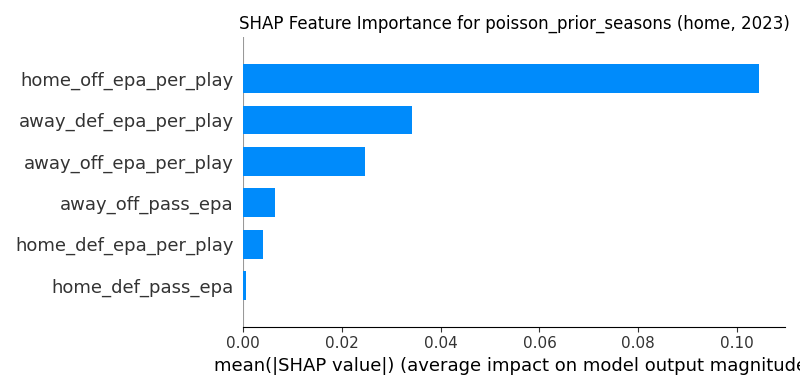 SHAP Feature Importance for poisson_prior_seasons (home, 2023)
home_off_epa_per_play
away_def_epa_per_play
away_off_epa_per_play
away_off_pass_epa
home_def_epa_per_play
home_def_pass_epa
0.00 0.02 0.04 0.06 0.08 0.10
mean(|SHAP value|) (average impact on model output magnitude